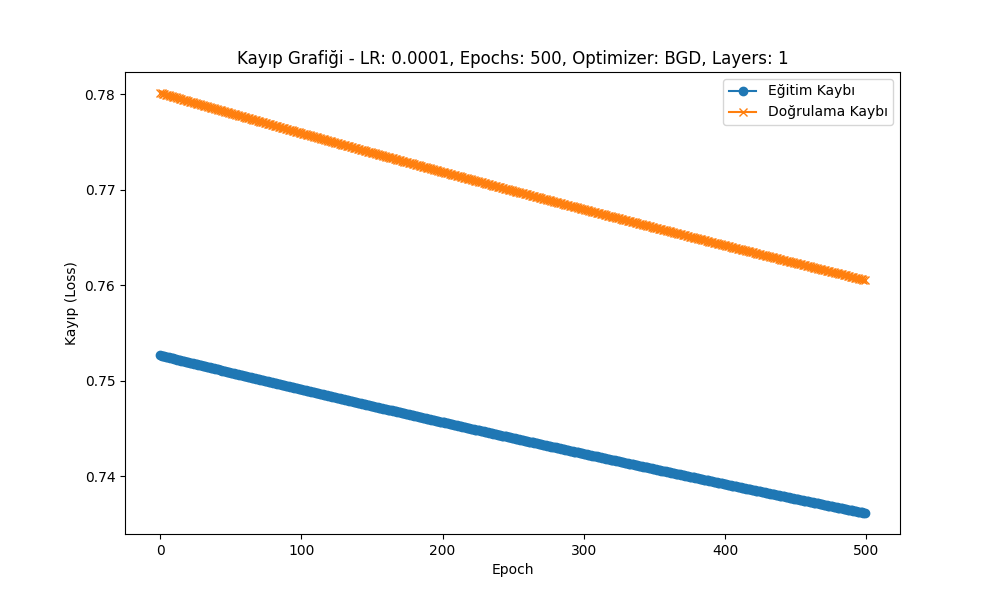 Kayıp Grafiği - LR: 0.0001, Epochs: 500, Optimizer: BGD, Layers: 1
Eğitim Kaybı
Doğrulama Kaybı
0.78
0.77
0.76
0.75
0.74
Kayıp (Loss)
0 100 200 300 400 500
Epoch